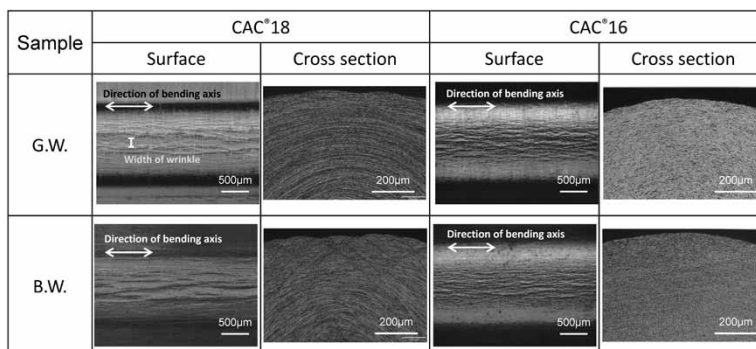 Sample
CAC®18
CAC®16
Surface
Cross section
Surface
Cross section
G.W.
Direction of bending axis
Width of wrinkle
500μm
200μm
Direction of bending axis
500μm
200μm
B.W.
Direction of bending axis
500μm
200μm
Direction of bending axis
500μm
200μm